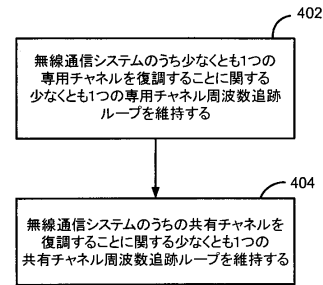 402
無線通信システムのうち少なくとも1つの
専用チャネルを復調することに関する
少なくとも1つの専用チャネル周波数追跡
ループを維持する
404
無線通信システムのうちの共有チャネルを
復調することに関する少なくとも1つの
共有チャネル周波数追跡ループを維持する